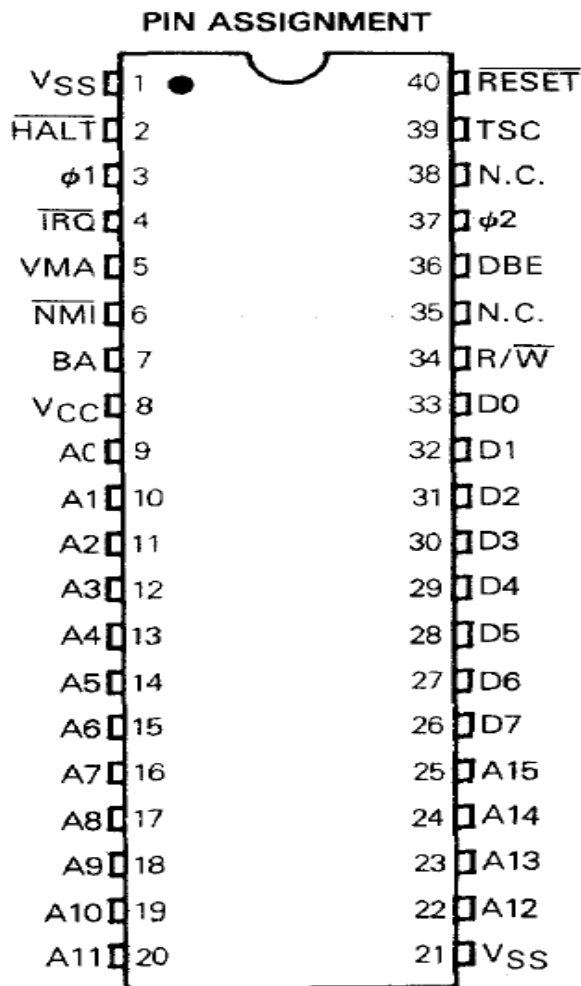 PIN ASSIGNMENT
VSS 1 40 RESET
HALT 2 39 TSC
φ1 3 38 N.C.
IRQ 4 37 φ2
VMA 5 36 DBE
NMI 6 35 N.C.
BA 7 34 R/W
VCC 8 33 D0
A0 9 32 D1
A1 10 31 D2
A2 11 30 D3
A3 12 29 D4
A4 13 28 D5
A5 14 27 D6
A6 15 26 D7
A7 16 25 A15
A8 17 24 A14
A9 18 23 A13
A10 19 22 A12
A11 20 21 VSS